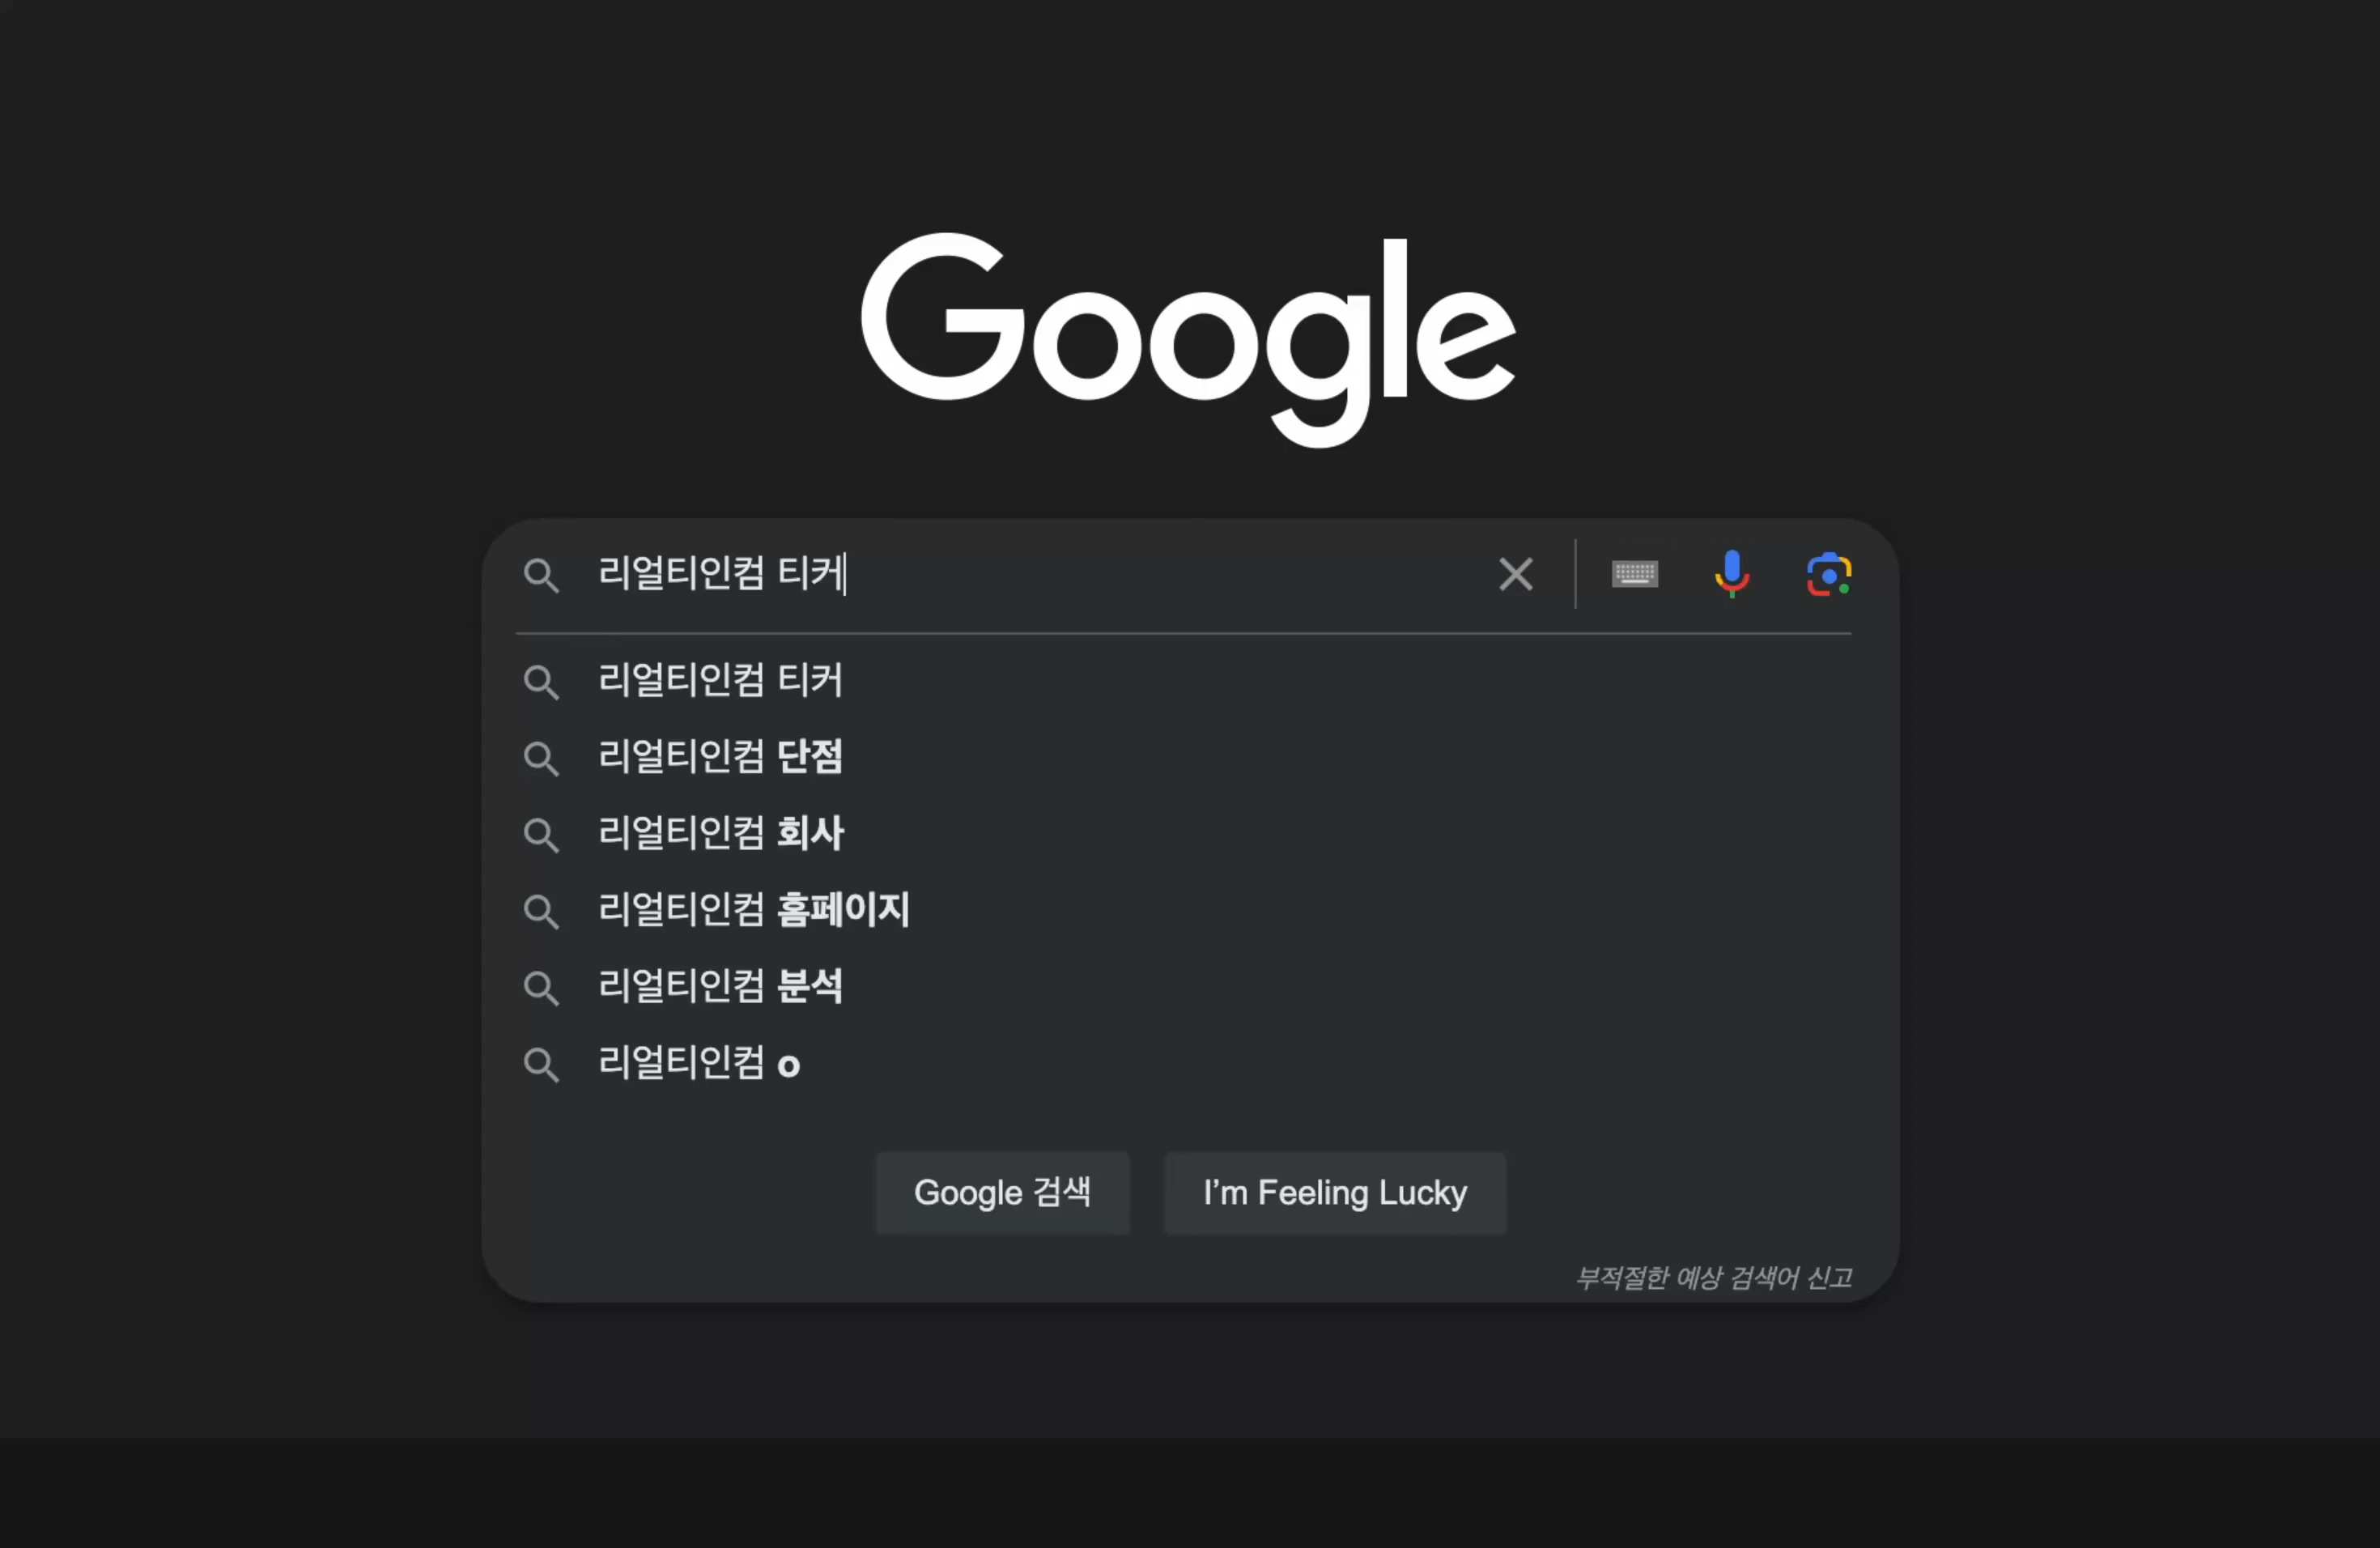 Google
리얼티인컴 티커
리얼티인컴 티커
리얼티인컴 단점
리얼티인컴 회사
리얼티인컴 홈페이지
리얼티인컴 분석
리얼티인컴 o
Google 검색
I'm Feeling Lucky
부적절한 예상 검색어 신고